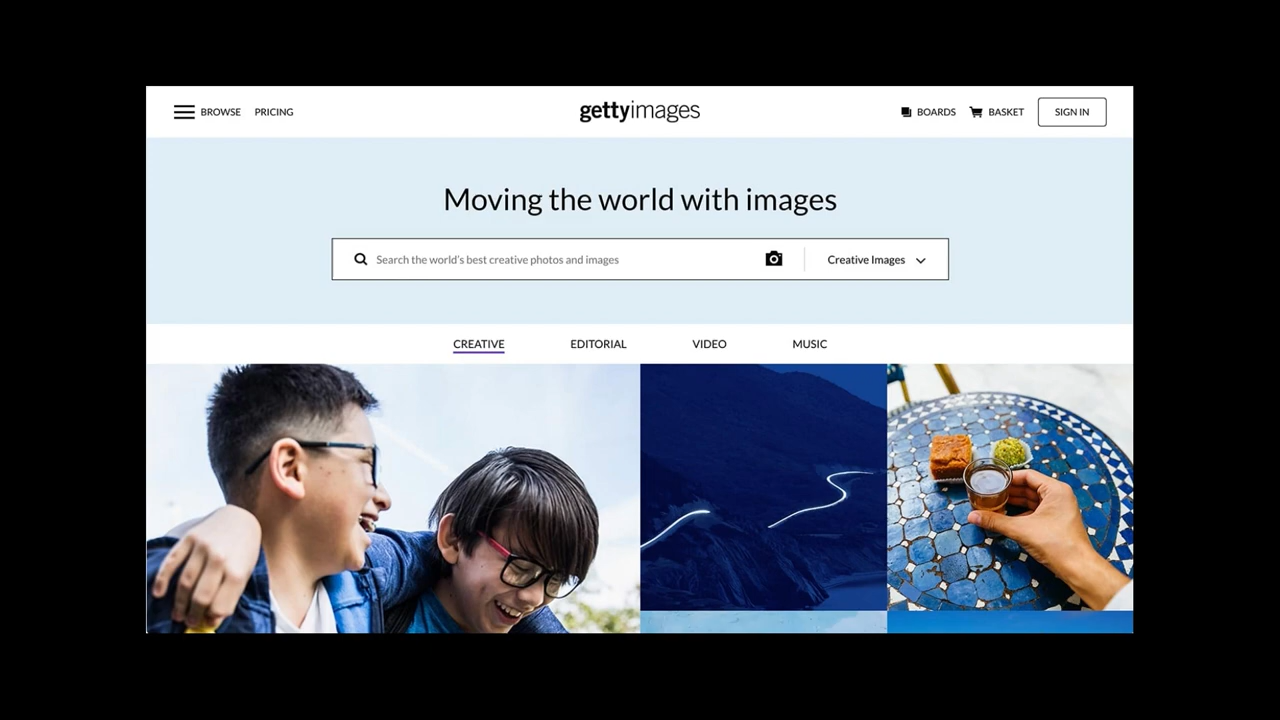 BROWSE PRICING gettyimages BOARDS BASKET SIGN IN
Moving the world with images
Search the world's best creative photos and images Creative Images
CREATIVE EDITORIAL VIDEO MUSIC